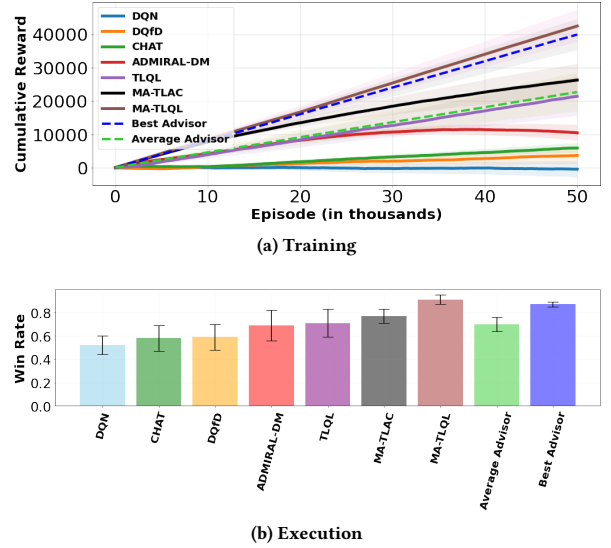 Cumulative Reward
40000
30000
20000
10000
0
DQN
DQfD
CHAT
ADMIRAL-DM
TLQL
MA-TLAC
MA-TLQL
Best Advisor
Average Advisor
0 10 20 30 40 50
Episode (in thousands)
(a) Training
Win Rate
0.8
0.6
0.4
0.2
0.0
DQN
CHAT
DQfD
ADMIRAL-DM
TLQL
MA-TLAC
MA-TLQL
Average Advisor
Best Advisor
(b) Execution